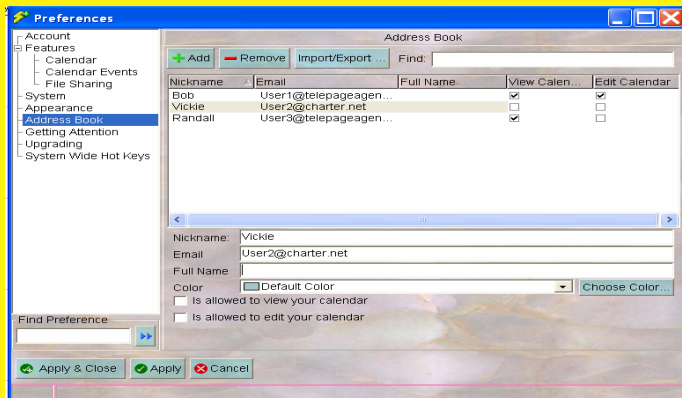 Preferences
Account
Features
Calendar
Calendar Events
File Sharing
System
Appearance
Address Book
Getting Attention
Upgrading
System Wide Hot Keys
Find Preference
Address Book
Add Remove Import/Export ... Find:
Nickname Email Full Name View Calen... Edit Calendar
Bob User1@telepageagen...
Vickie User2@charter.net
Randall User3@telepageagen...
Nickname: Vickie
Email User2@charter.net
Full Name
Color Default Color Choose Color...
Is allowed to view your calendar
Is allowed to edit your calendar
Apply & Close Apply Cancel